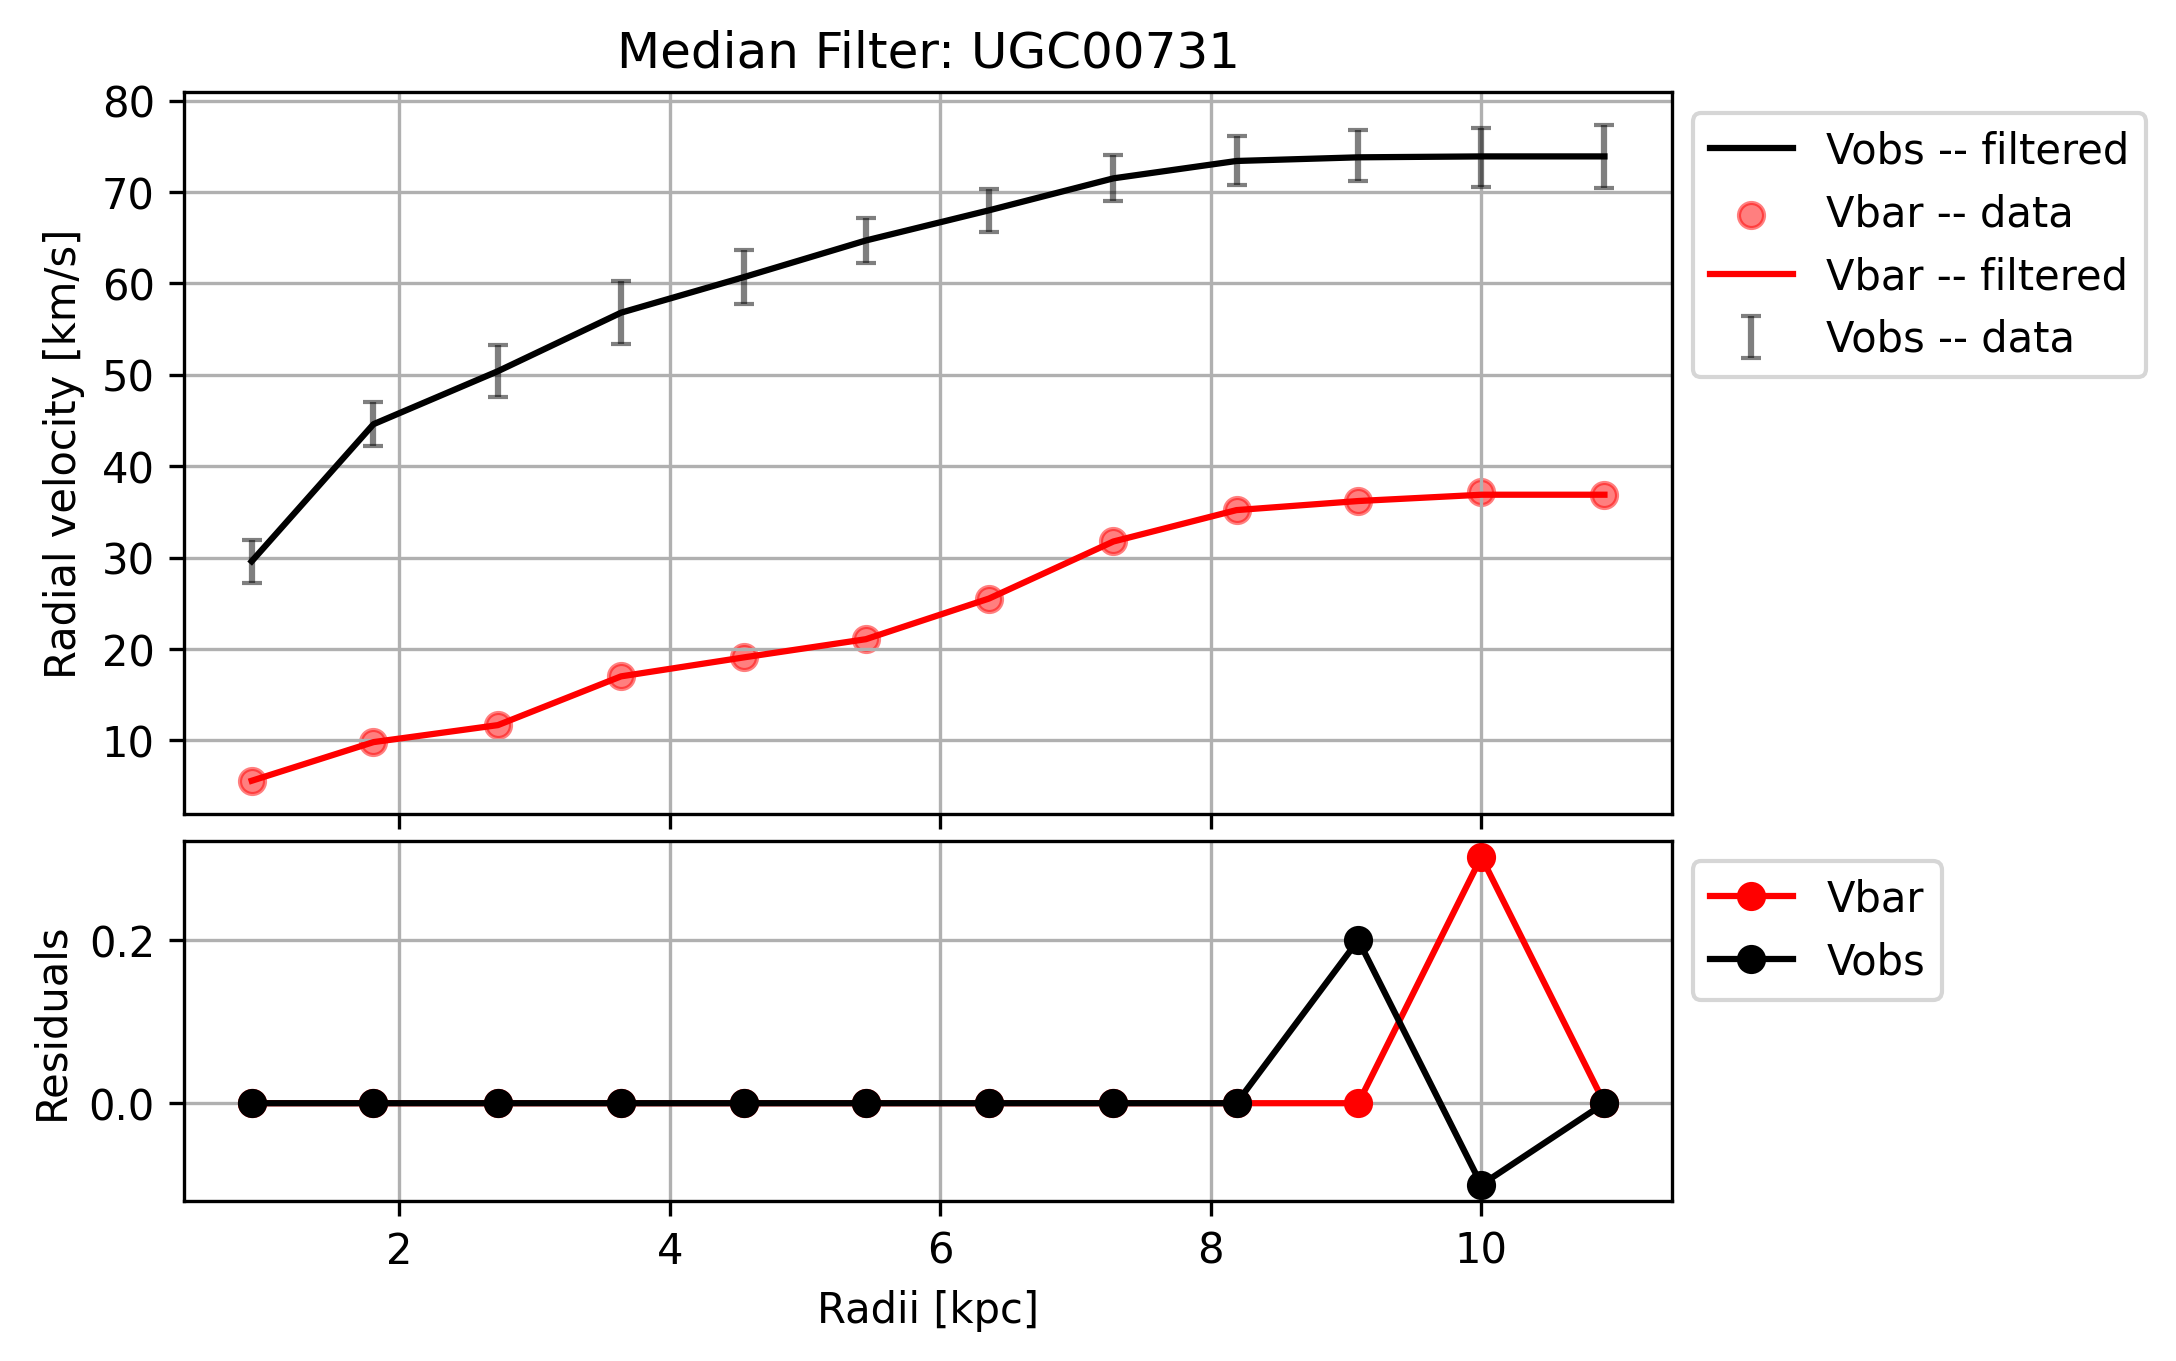 Median Filter: UGC00731
80
70
60
50
40
30
20
10
Radial velocity [km/s]
Vobs -- filtered
Vbar -- data
Vbar -- filtered
Vobs -- data
0.2
0.0
Residuals
Vbar
Vobs
2 4 6 8 10
Radii [kpc]